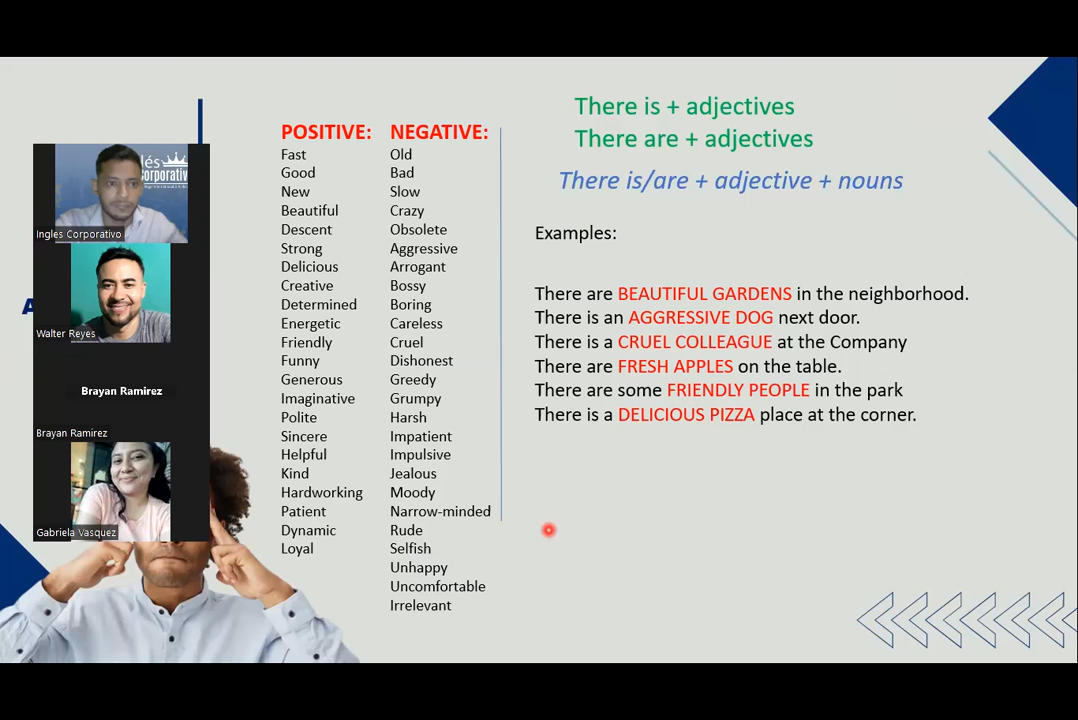 lés
corporativo
Ingles Corporativo
Walter Reyes
Brayan Ramirez
Brayan Ramirez
Gabriela Vasquez
A
POSITIVE:
Fast
Good
New
Beautiful
Descent
Strong
Delicious
Creative
Determined
Energetic
Friendly
Funny
Generous
Imaginative
Polite
Sincere
Helpful
Kind
Hardworking
Patient
Dynamic
Loyal
NEGATIVE:
Old
Bad
Slow
Crazy
Obsolete
Aggressive
Arrogant
Bossy
Boring
Careless
Cruel
Dishonest
Greedy
Grumpy
Harsh
Impatient
Impulsive
Jealous
Moody
Narrow-minded
Rude
Selfish
Unhappy
Uncomfortable
Irrelevant
There is + adjectives
There are + adjectives
There is/are + adjective + nouns
Examples:
There are BEAUTIFUL GARDENS in the neighborhood.
There is an AGGRESSIVE DOG next door.
There is a CRUEL COLLEAGUE at the Company
There are FRESH APPLES on the table.
There are some FRIENDLY PEOPLE in the park
There is a DELICIOUS PIZZA place at the corner.